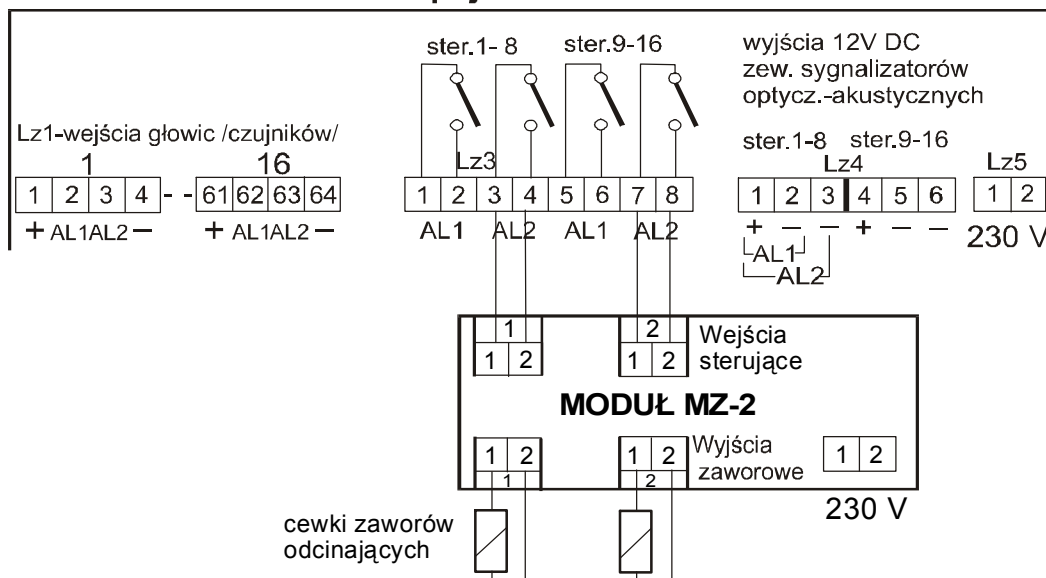 ster.1- 8 ster.9-16
wyjścia 12V DC
zew. sygnalizatorów
optycz.-akustycznych
Lz1-wejścia głowic /czujników/
1 16
1 2 3 4 - - 61 62 63 64
+ AL1 AL2 — + AL1 AL2 —
Lz3
1 2 3 4 5 6 7 8
AL1 AL2 AL1 AL2
ster.1-8 ster.9-16
Lz4
1 2 3 4 5 6
+ — — + — —
AL1
AL2
Lz5
1 2
230 V
1 2
1 2 1 2
Wejścia
sterujące
MODUŁ MZ-2
1 2 1 2
1 2
Wyjścia
zaworowe
1 2
230 V
cewki zaworów
odcinających